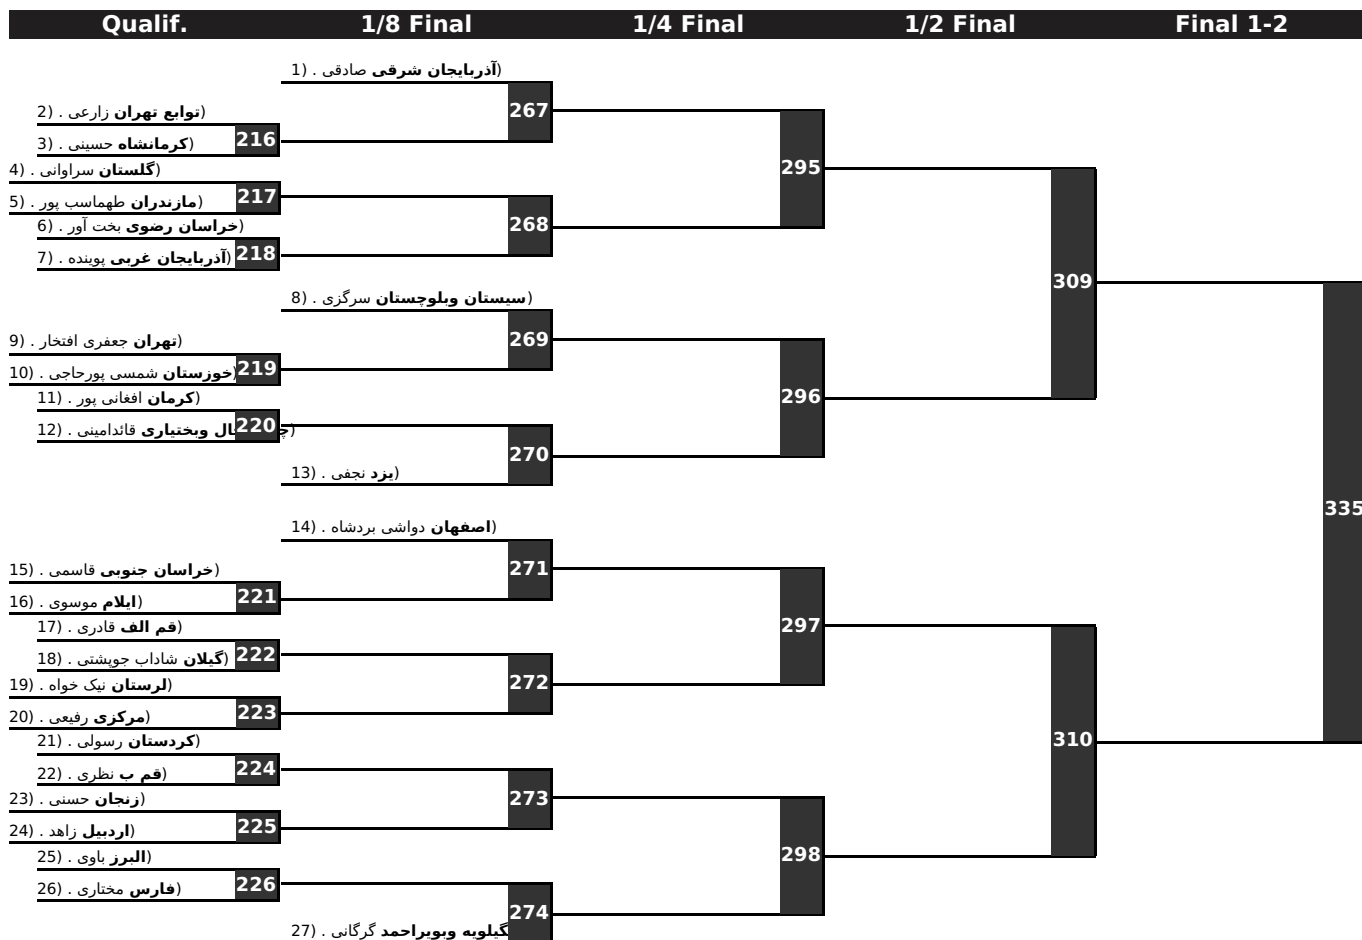 Qualif. 1/8 Final 1/4 Final 1/2 Final Final 1-2
1) . صادقی آذربایجان شرقی)
267
2) . زارعی توابع تهران)
216
3) . حسینی کرمانشاه)
295
4) . سراوانی گلستان)
217
5) . طهماسب پور مازندران)
268
6) . بخت آور خراسان رضوی)
218
7) . پوینده آذربایجان غربی)
309
8) . سرگزی سیستان وبلوچستان)
269
9) . جعفری افتخار تهران)
219
10) . شمسی پورحاجی خوزستان)
296
11) . افغانی پور کرمان)
220
12) . قائدامینی
وبختیاری
270
13) . نجفی یزد)
335
14) . دواشی بردشاه اصفهان)
271
15) . قاسمی خراسان جنوبی)
221
16) . موسوی ایلام)
297
17) . قادری قم الف)
222
18) . شاداب جوپشتی گیلان)
272
19) . نیک خواه لرستان)
223
20) . رفیعی مرکزی)
310
21) . رسولی کردستان)
224
22) . نظری قم ب)
273
23) . حسنی زنجان)
225
24) . زاهد اردبیل)
298
25) . باوی البرز)
226
26) . مختاری فارس)
274
27) . گرگانی
گیلویه وبویراحمد